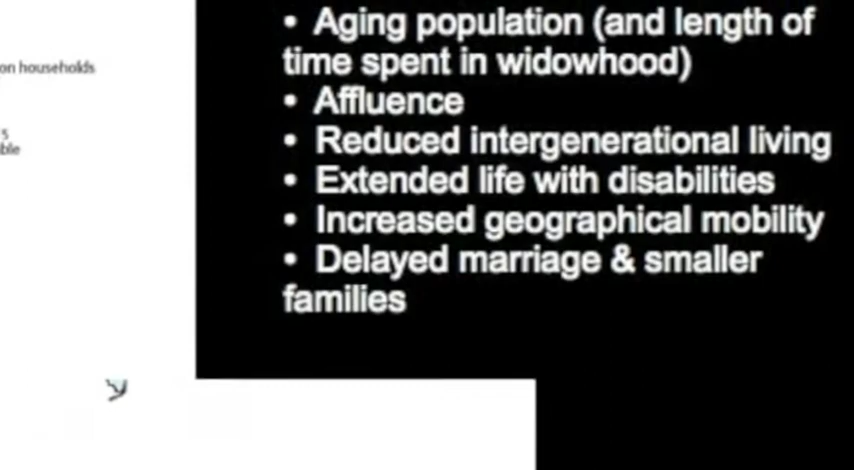 on households
s
ble
• Aging population (and length of
time spent in widowhood)
• Affluence
• Reduced intergenerational living
• Extended life with disabilities
• Increased geographical mobility
• Delayed marriage & smaller
families